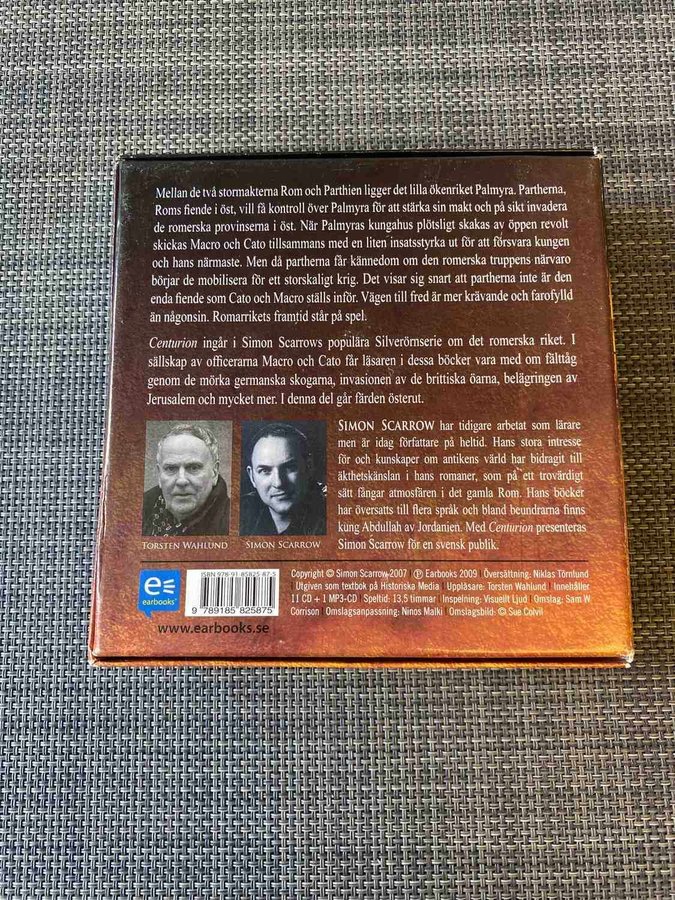 Mellan de två stormakterna Rom och Parthien ligger det lilla ökenriket Palmyra. Partherna,
Roms fiende i öst, vill få kontroll över Palmyra för att stärka sin makt och på sikt invadera
de romerska provinserna i öst. När Palmyras kungahus plötsligt skakas av öppen revolt
skickas Macro och Cato tillsammans med en liten insatsstyrka ut för att försvara kungen
och hans närmaste. Men då partherna får kännedom om den romerska truppens närvaro
börjar de mobilisera för ett storskaligt krig. Det visar sig snart att partherna inte är den
enda fiende som Cato och Macro ställs inför. Vägen till fred är mer krävande och farofylld
än någonsin. Romarrikets framtid står på spel.
Centurion ingår i Simon Scarrows populära Silverörnserie om det romerska riket. I
sällskap av officerarna Macro och Cato får läsaren i dessa böcker vara med om fälttåg
genom de mörka germanska skogarna, invasionen av de brittiska öarna, belägringen av
Jerusalem och mycket mer. I denna del går färden österut.
SIMON SCARROW har tidigare arbetat som lärare
men är idag författare på heltid. Hans stora intresse
för och kunskaper om antikens värld har bidragit till
äkthetskänslan i hans romaner, som på ett trovärdigt
sätt fångar atmosfären i det gamla Rom. Hans böcker
har översatts till flera språk och bland beundrarna finns
kung Abdullah av Jordanien. Med Centurion presenteras
Simon Scarrow för en svensk publik.
TORSTEN WAHLUND
SIMON SCARROW
e
earbooks
www.earbooks.se
ISBN 978-91-85825-87-5
9 789185 825875
Copyright © Simon Scarrow 2007 | ℗ Earbooks 2009 | Översättning: Niklas Törnlund
| Utgiven som textbok på Historiska Media | Uppläsare: Torsten Wahlund | Innehåller
11 CD + 1 MP3-CD | Speltid: 13,5 timmar | Inspelning: Visuellt Ljud | Omslag: Sam W
Corrison | Omslagsanpassning: Ninos Malki | Omslagsbild: © Sue Colvil